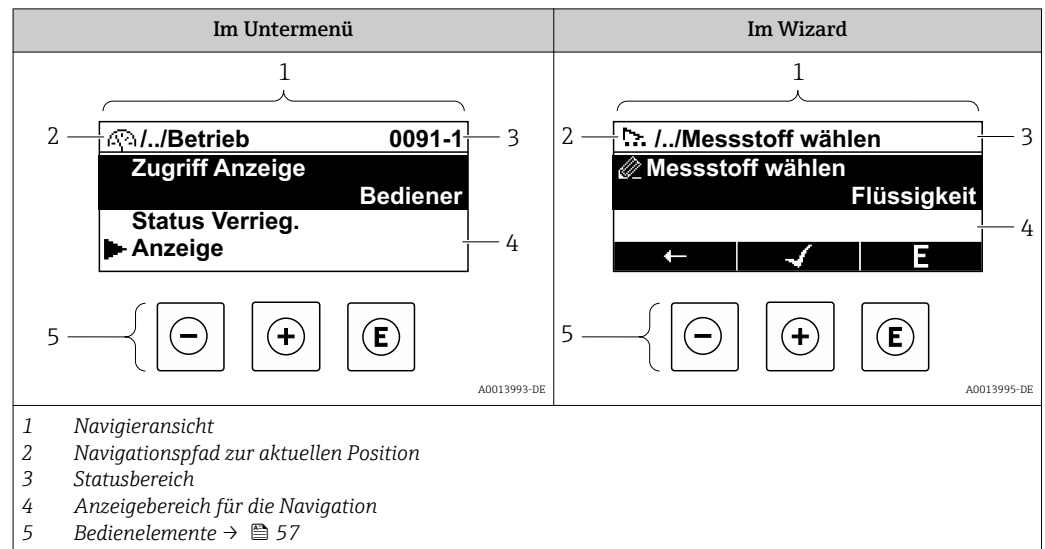 Im Untermenü
Im Wizard
1
2
/../Betrieb 0091-1
3
Zugriff Anzeige
Bediener
Status Verrieg.
Anzeige
4
5
- + E
A0013993-DE
1
2
/../Messstoff wählen
3
Messstoff wählen
Flüssigkeit
4
← ✓ E
5
- + E
A0013995-DE
1 Navigieransicht
2 Navigationspfad zur aktuellen Position
3 Statusbereich
4 Anzeigebereich für die Navigation
5 Bedienelemente → 57